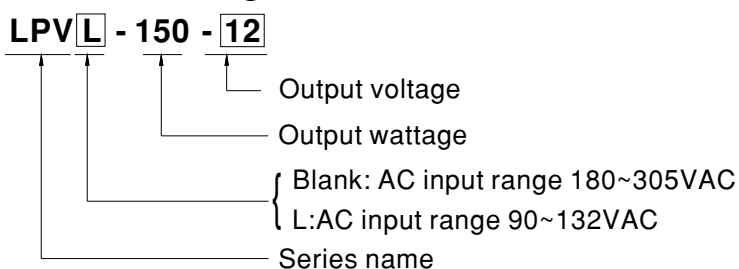 LPVL - 150 - 12
Output voltage
Output wattage
Blank: AC input range 180~305VAC
L:AC input range 90~132VAC
Series name